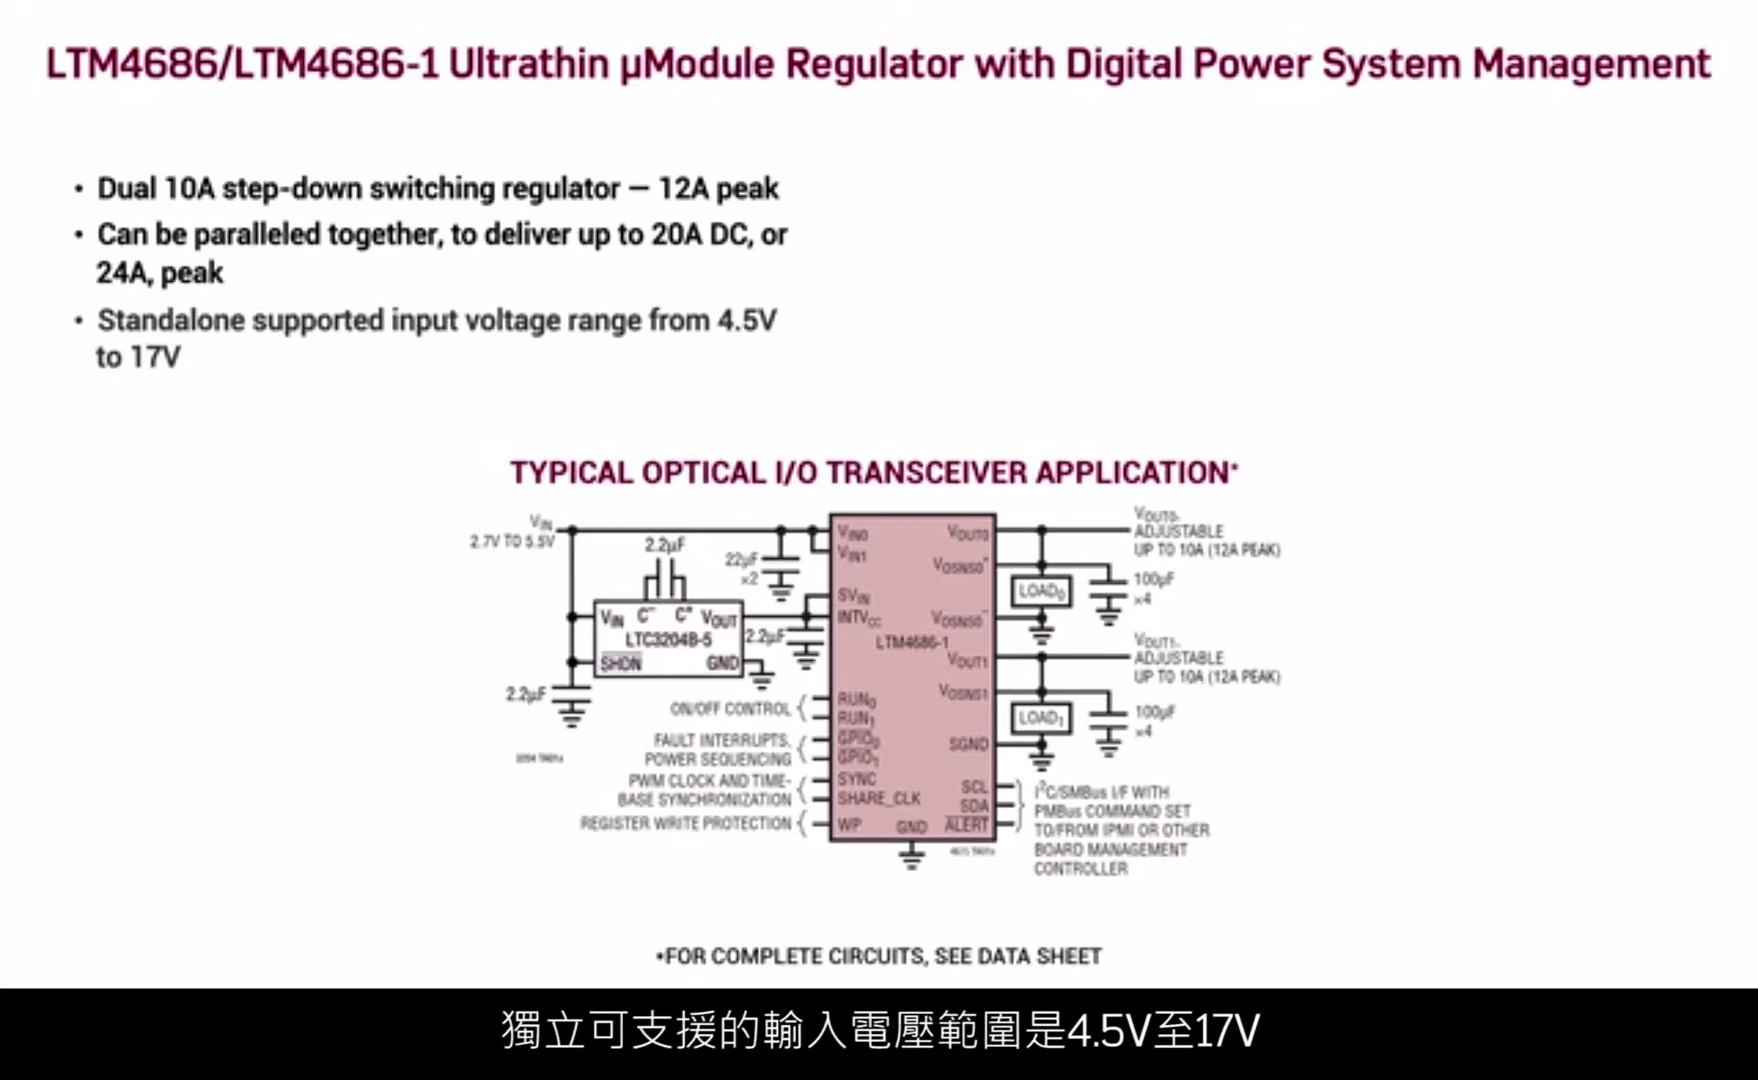 LTM4686/LTM4686-1 Ultrathin µModule Regulator with Digital Power System Management
• Dual 10A step-down switching regulator – 12A peak
• Can be paralleled together, to deliver up to 20A DC, or
24A, peak
• Standalone supported input voltage range from 4.5V
to 17V
TYPICAL OPTICAL I/O TRANSCEIVER APPLICATION*
VIN
2.7V TO 5.5V
2.2µF
22µF
×2
VIN C− C+ VOUT
LTC3204B-5
SHDN GND
2.2µF
2.2µF
ON/OFF CONTROL
FAULT INTERRUPTS,
POWER SEQUENCING
PWM CLOCK AND TIME-
BASE SYNCHRONIZATION
REGISTER WRITE PROTECTION
VIN0
VIN1
SVIN
INTVCC
LTM4686-1
RUN0
RUN1
GPIO0
GPIO1
SYNC
SHARE_CLK
WP
GND
VOUT0
VOSNS0+
VOSNS0−
VOUT1
VOSNS1
SGND
SCL
SDA
ALERT
LOAD0
LOAD1
VOUT0,
ADJUSTABLE
UP TO 10A (12A PEAK)
100µF
×4
VOUT1,
ADJUSTABLE
UP TO 10A (12A PEAK)
100µF
×4
I2C/SMBus I/F WITH
PMBus COMMAND SET
TO/FROM IPMI OR OTHER
BOARD MANAGEMENT
CONTROLLER
*FOR COMPLETE CIRCUITS, SEE DATA SHEET
獨立可支援的輸入電壓範圍是4.5V至17V